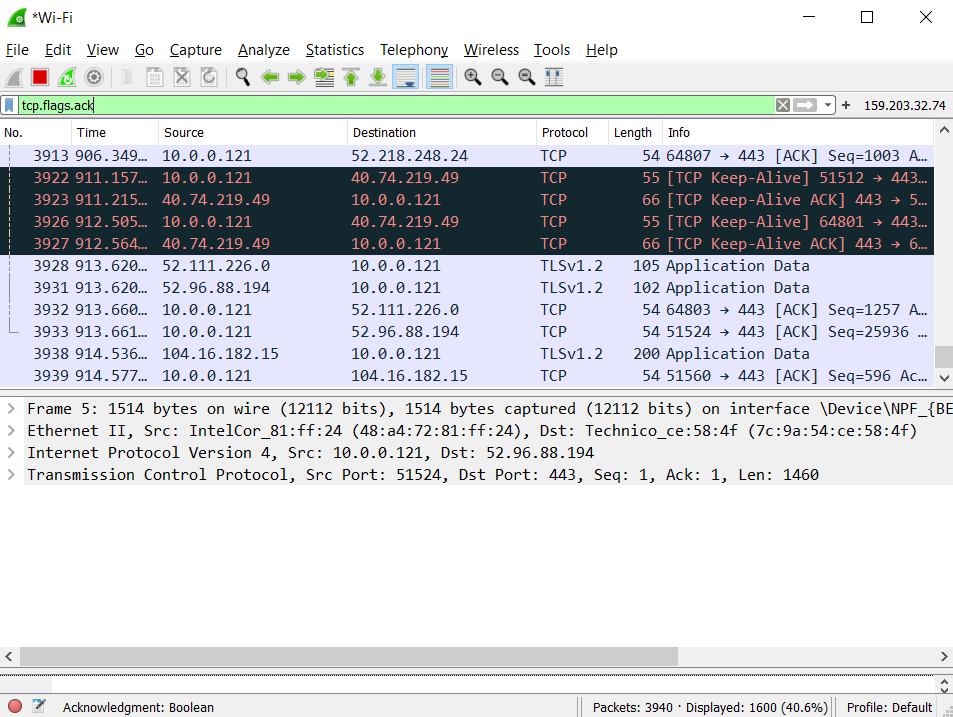 *Wi-Fi
File Edit View Go Capture Analyze Statistics Telephony Wireless Tools Help
tcp.flags.ack + 159.203.32.74
No. Time Source Destination Protocol Length Info
3913 906.349… 10.0.0.121 52.218.248.24 TCP 54 64807 → 443 [ACK] Seq=1003 A…
3922 911.157… 10.0.0.121 40.74.219.49 TCP 55 [TCP Keep-Alive] 51512 → 443…
3923 911.215… 40.74.219.49 10.0.0.121 TCP 66 [TCP Keep-Alive ACK] 443 → 5…
3926 912.505… 10.0.0.121 40.74.219.49 TCP 55 [TCP Keep-Alive] 64801 → 443…
3927 912.564… 40.74.219.49 10.0.0.121 TCP 66 [TCP Keep-Alive ACK] 443 → 6…
3928 913.620… 52.111.226.0 10.0.0.121 TLSv1.2 105 Application Data
3931 913.620… 52.96.88.194 10.0.0.121 TLSv1.2 102 Application Data
3932 913.660… 10.0.0.121 52.111.226.0 TCP 54 64803 → 443 [ACK] Seq=1257 A…
3933 913.661… 10.0.0.121 52.96.88.194 TCP 54 51524 → 443 [ACK] Seq=25936 …
3938 914.536… 104.16.182.15 10.0.0.121 TLSv1.2 200 Application Data
3939 914.577… 10.0.0.121 104.16.182.15 TCP 54 51560 → 443 [ACK] Seq=596 Ac…
Frame 5: 1514 bytes on wire (12112 bits), 1514 bytes captured (12112 bits) on interface \Device\NPF_{BE
Ethernet II, Src: IntelCor_81:ff:24 (48:a4:72:81:ff:24), Dst: Technico_ce:58:4f (7c:9a:54:ce:58:4f)
Internet Protocol Version 4, Src: 10.0.0.121, Dst: 52.96.88.194
Transmission Control Protocol, Src Port: 51524, Dst Port: 443, Seq: 1, Ack: 1, Len: 1460
Acknowledgment: Boolean Packets: 3940 · Displayed: 1600 (40.6%) Profile: Default